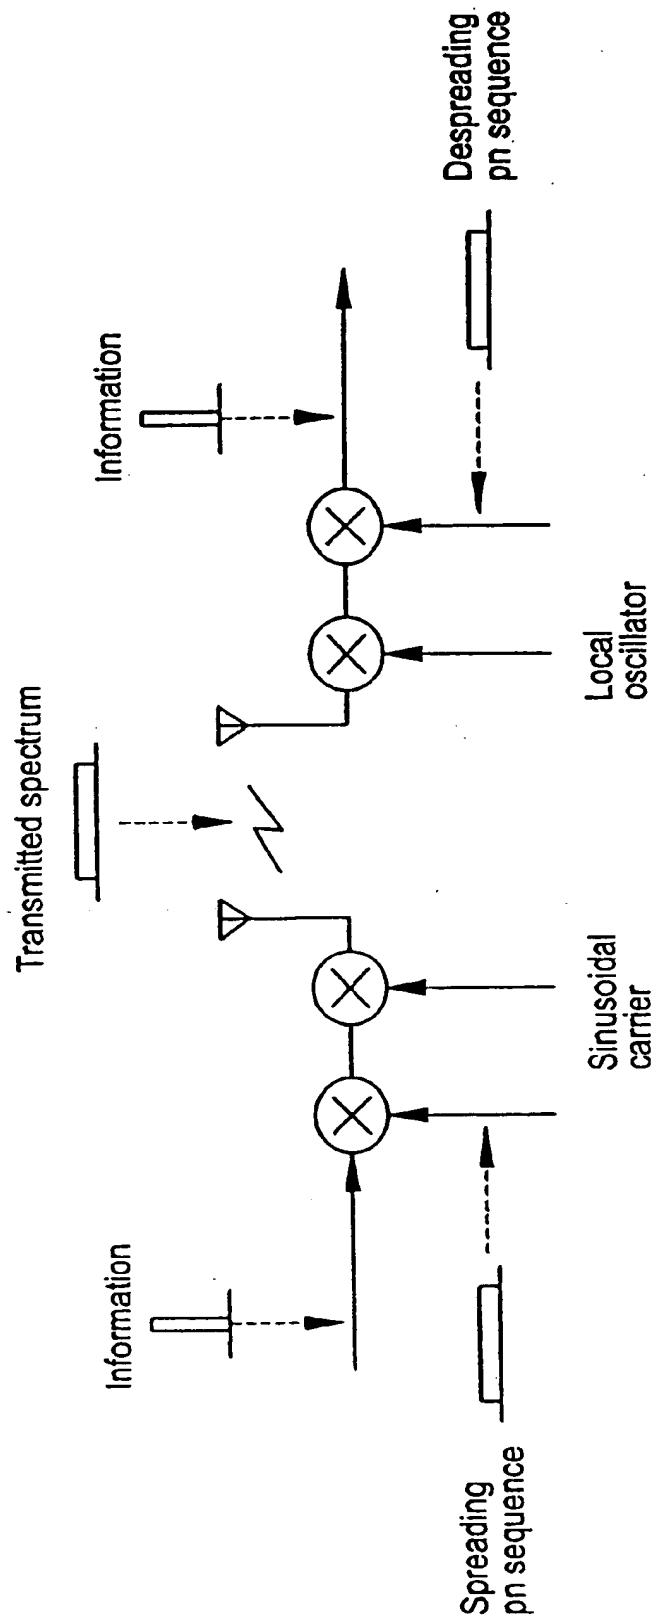 Transmitted spectrum
Information
Information
Spreading
pn sequence
Sinusoidal
carrier
Local
oscillator
Despreading
pn sequence